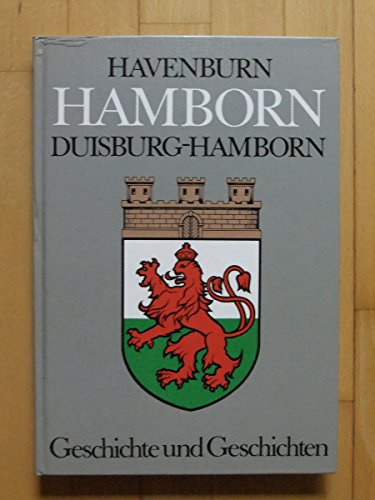 HAVENBURN
HAMBORN
DUISBURG-HAMBORN
Geschichte und Geschichten